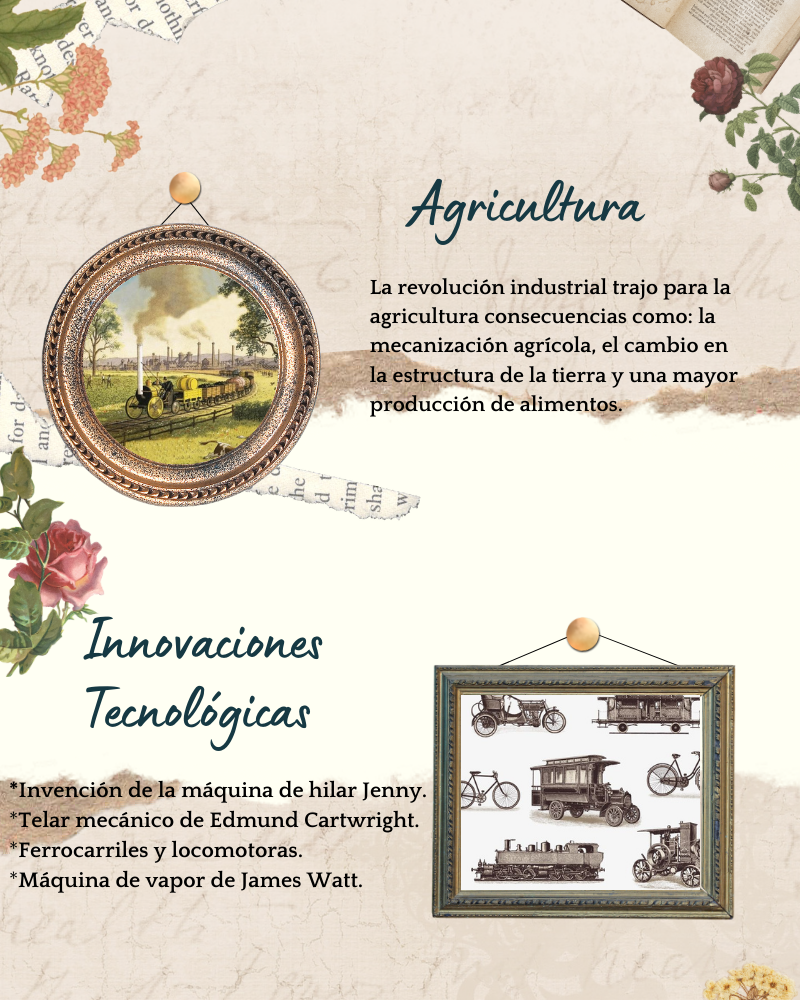 Agricultura
La revolución industrial trajo para la
agricultura consecuencias como: la
mecanización agrícola, el cambio en
la estructura de la tierra y una mayor
producción de alimentos.
Innovaciones
Tecnológicas
*Invención de la máquina de hilar Jenny.
*Telar mecánico de Edmund Cartwright.
*Ferrocarriles y locomotoras.
*Máquina de vapor de James Watt.